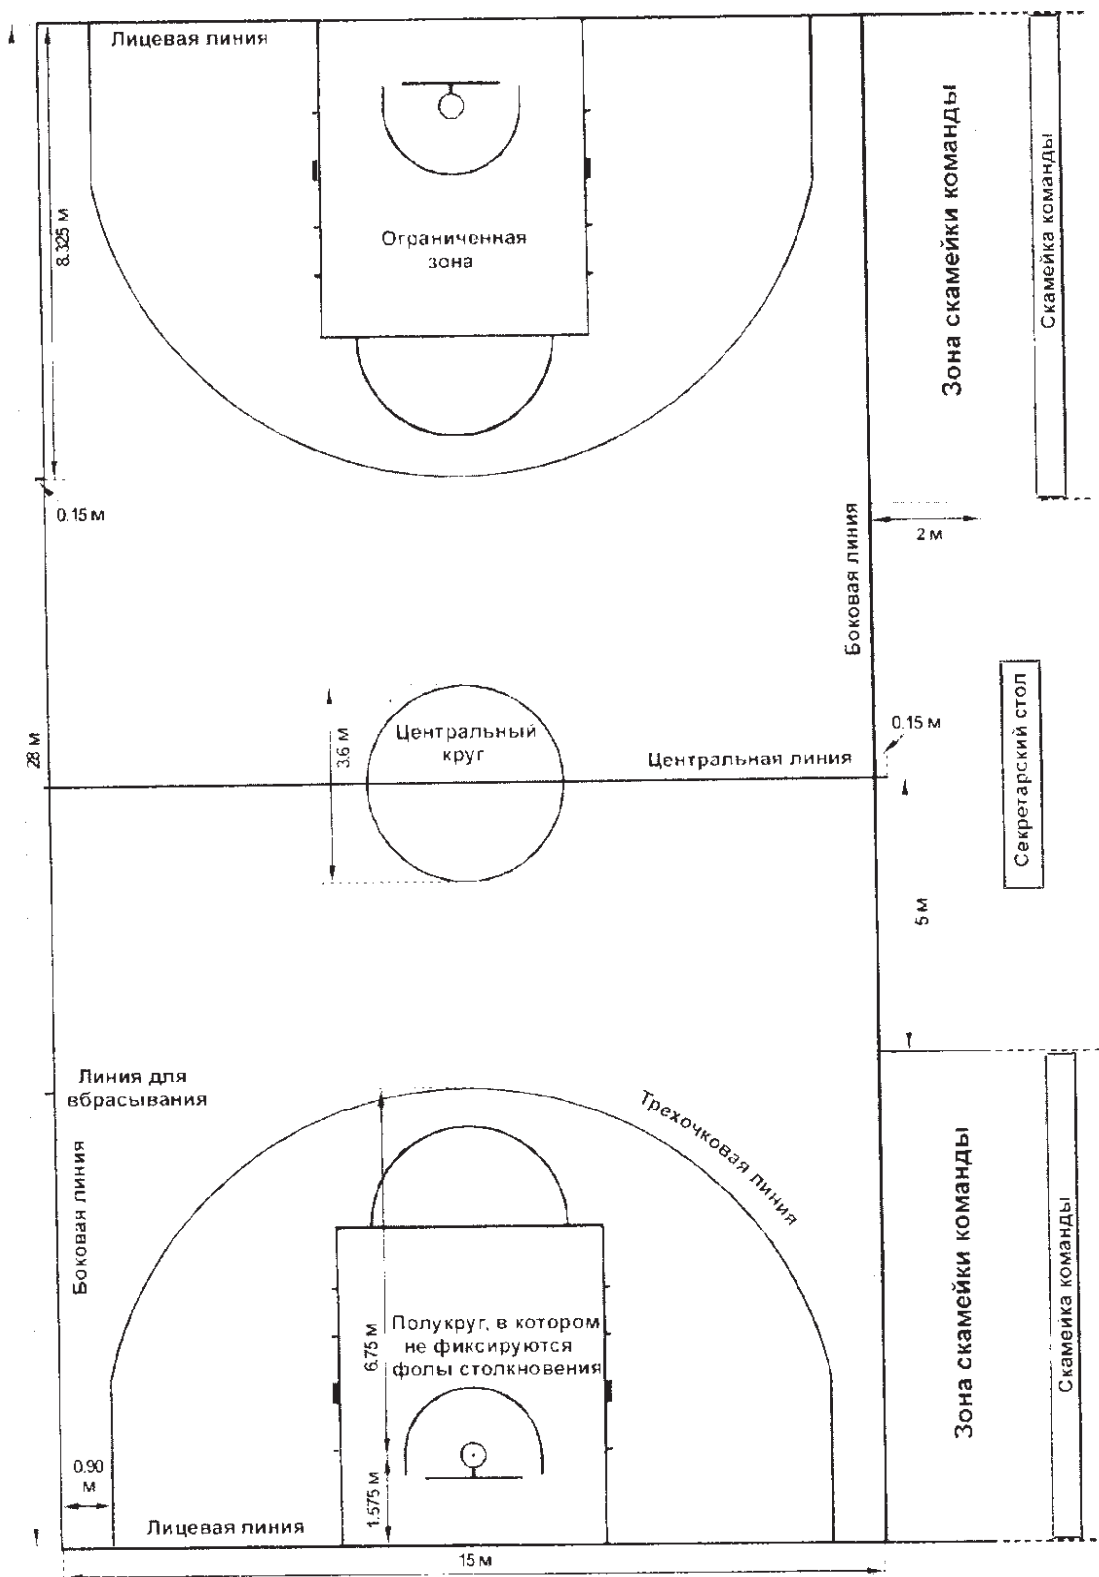 Лицевая линия
Зона скамейки команды
Скамейка команды
8.325 м
Ограниченная
зона
0.15 м
2 м
Боковая линия
28 м
3.6 м
Центральный
круг
Центральная линия
0.15 м
Секретарский стол
5 м
Линия для
вбрасывания
Трехочковая линия
Боковая линия
Зона скамейки команды
Скамейка команды
Полукруг, в котором
не фиксируются
фолы столкновения
6.75 м
0.90
м
1.575 м
Лицевая линия
15 м